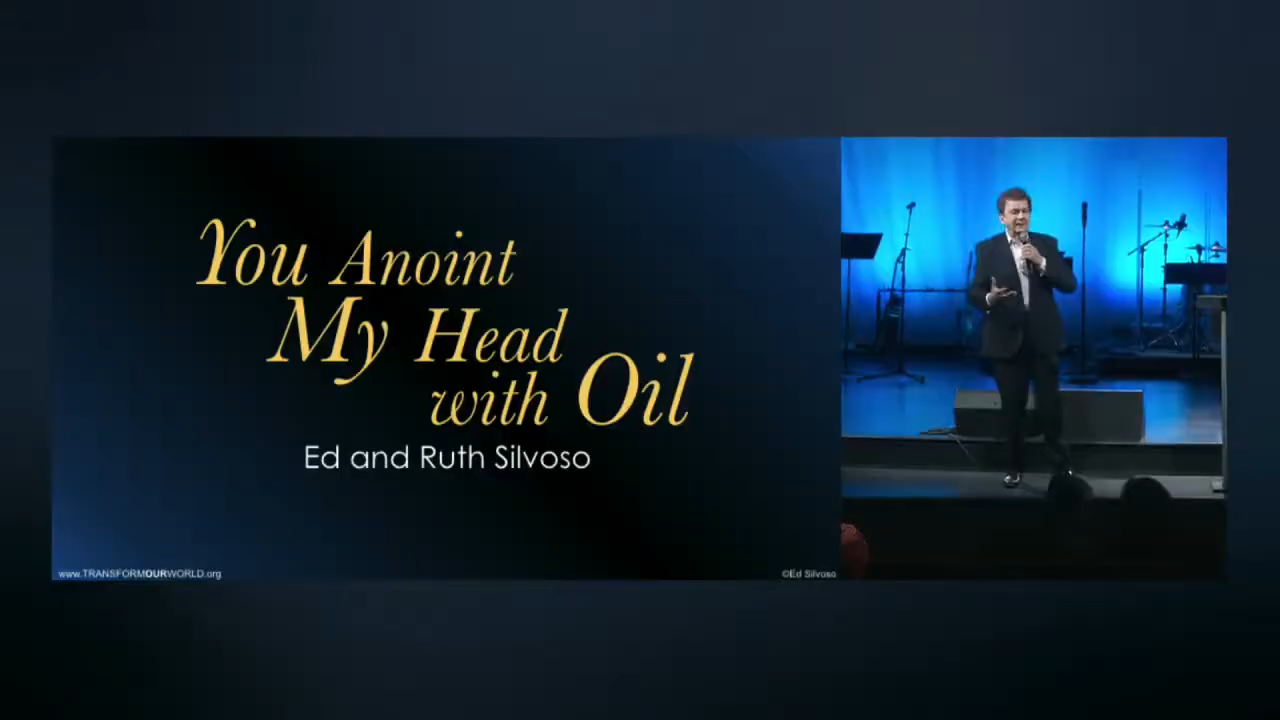 You Anoint
My Head
with Oil
Ed and Ruth Silvoso
www.TRANSFORMOURWORLD.org
©Ed Silvoso